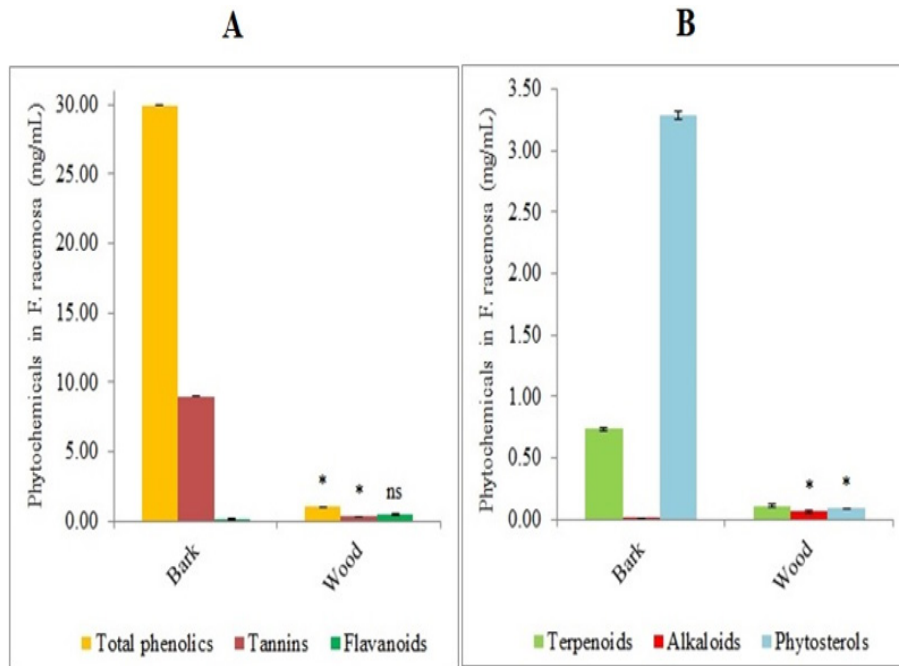 A
Phytochemicals in F. racemosa (mg/mL)
30.00
25.00
20.00
15.00
10.00
5.00
0.00
* * ns
Bark
Wood
Total phenolics Tannins Flavanoids
B
Phytochemicals in F. racemosa (mg/mL)
3.50
3.00
2.50
2.00
1.50
1.00
0.50
0.00
* *
Bark
Wood
Terpenoids Alkaloids Phytosterols